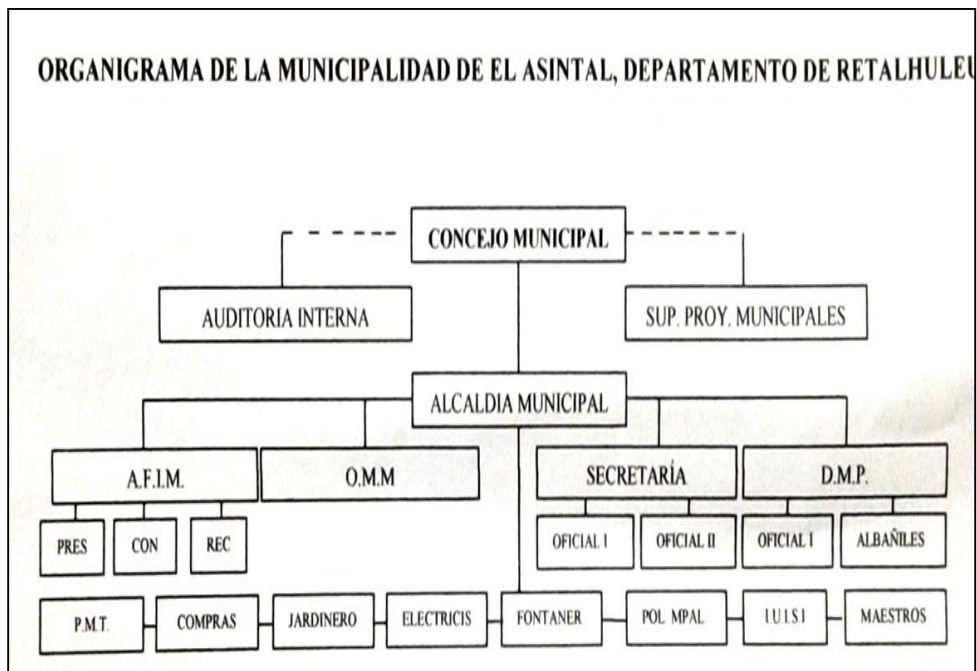 ORGANIGRAMA DE LA MUNICIPALIDAD DE EL ASINTAL, DEPARTAMENTO DE RETALHULEU
CONCEJO MUNICIPAL
AUDITORIA INTERNA
SUP. PROY. MUNICIPALES
ALCALDIA MUNICIPAL
A.F.I.M.
O.M.M
SECRETARÍA
D.M.P.
PRES
CON
REC
OFICIAL I
OFICIAL II
OFICIAL I
ALBAÑILES
P.M.T.
COMPRAS
JARDINERO
ELECTRICIS
FONTANER
POL MPAL
MAESTROS